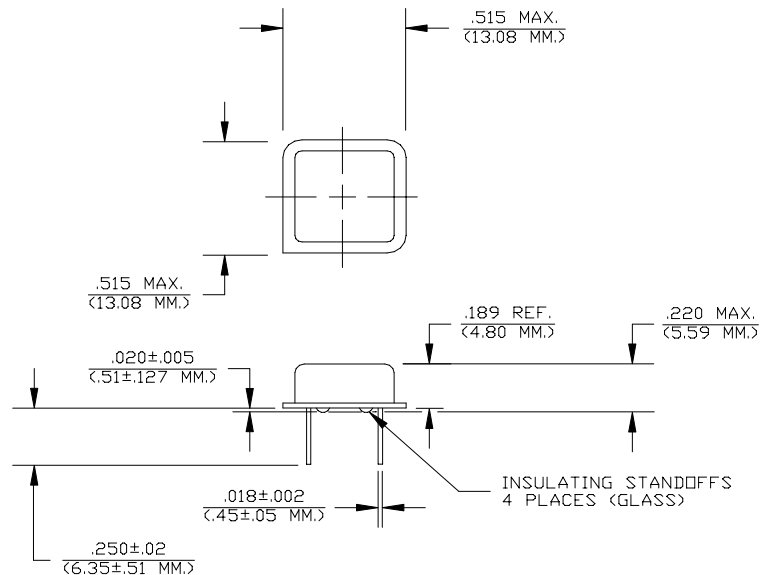 .515 MAX.
(13.08 MM.)
.515 MAX.
(13.08 MM.)
.189 REF.
(4.80 MM.)
.220 MAX.
(5.59 MM.)
.020±.005
(.51±.127 MM.)
INSULATING STANDOFFS
4 PLACES (GLASS)
.018±.002
(.45±.05 MM.)
.250±.02
(6.35±.51 MM.)